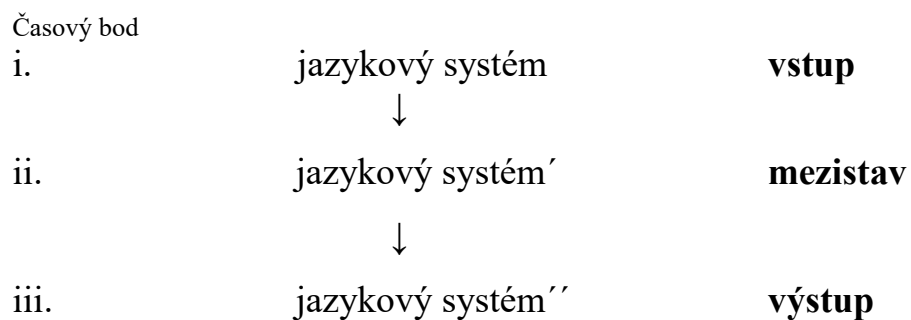 Časový bod
i. jazykový systém vstup
↓
ii. jazykový systém´ mezistav
↓
iii. jazykový systém´´ výstup